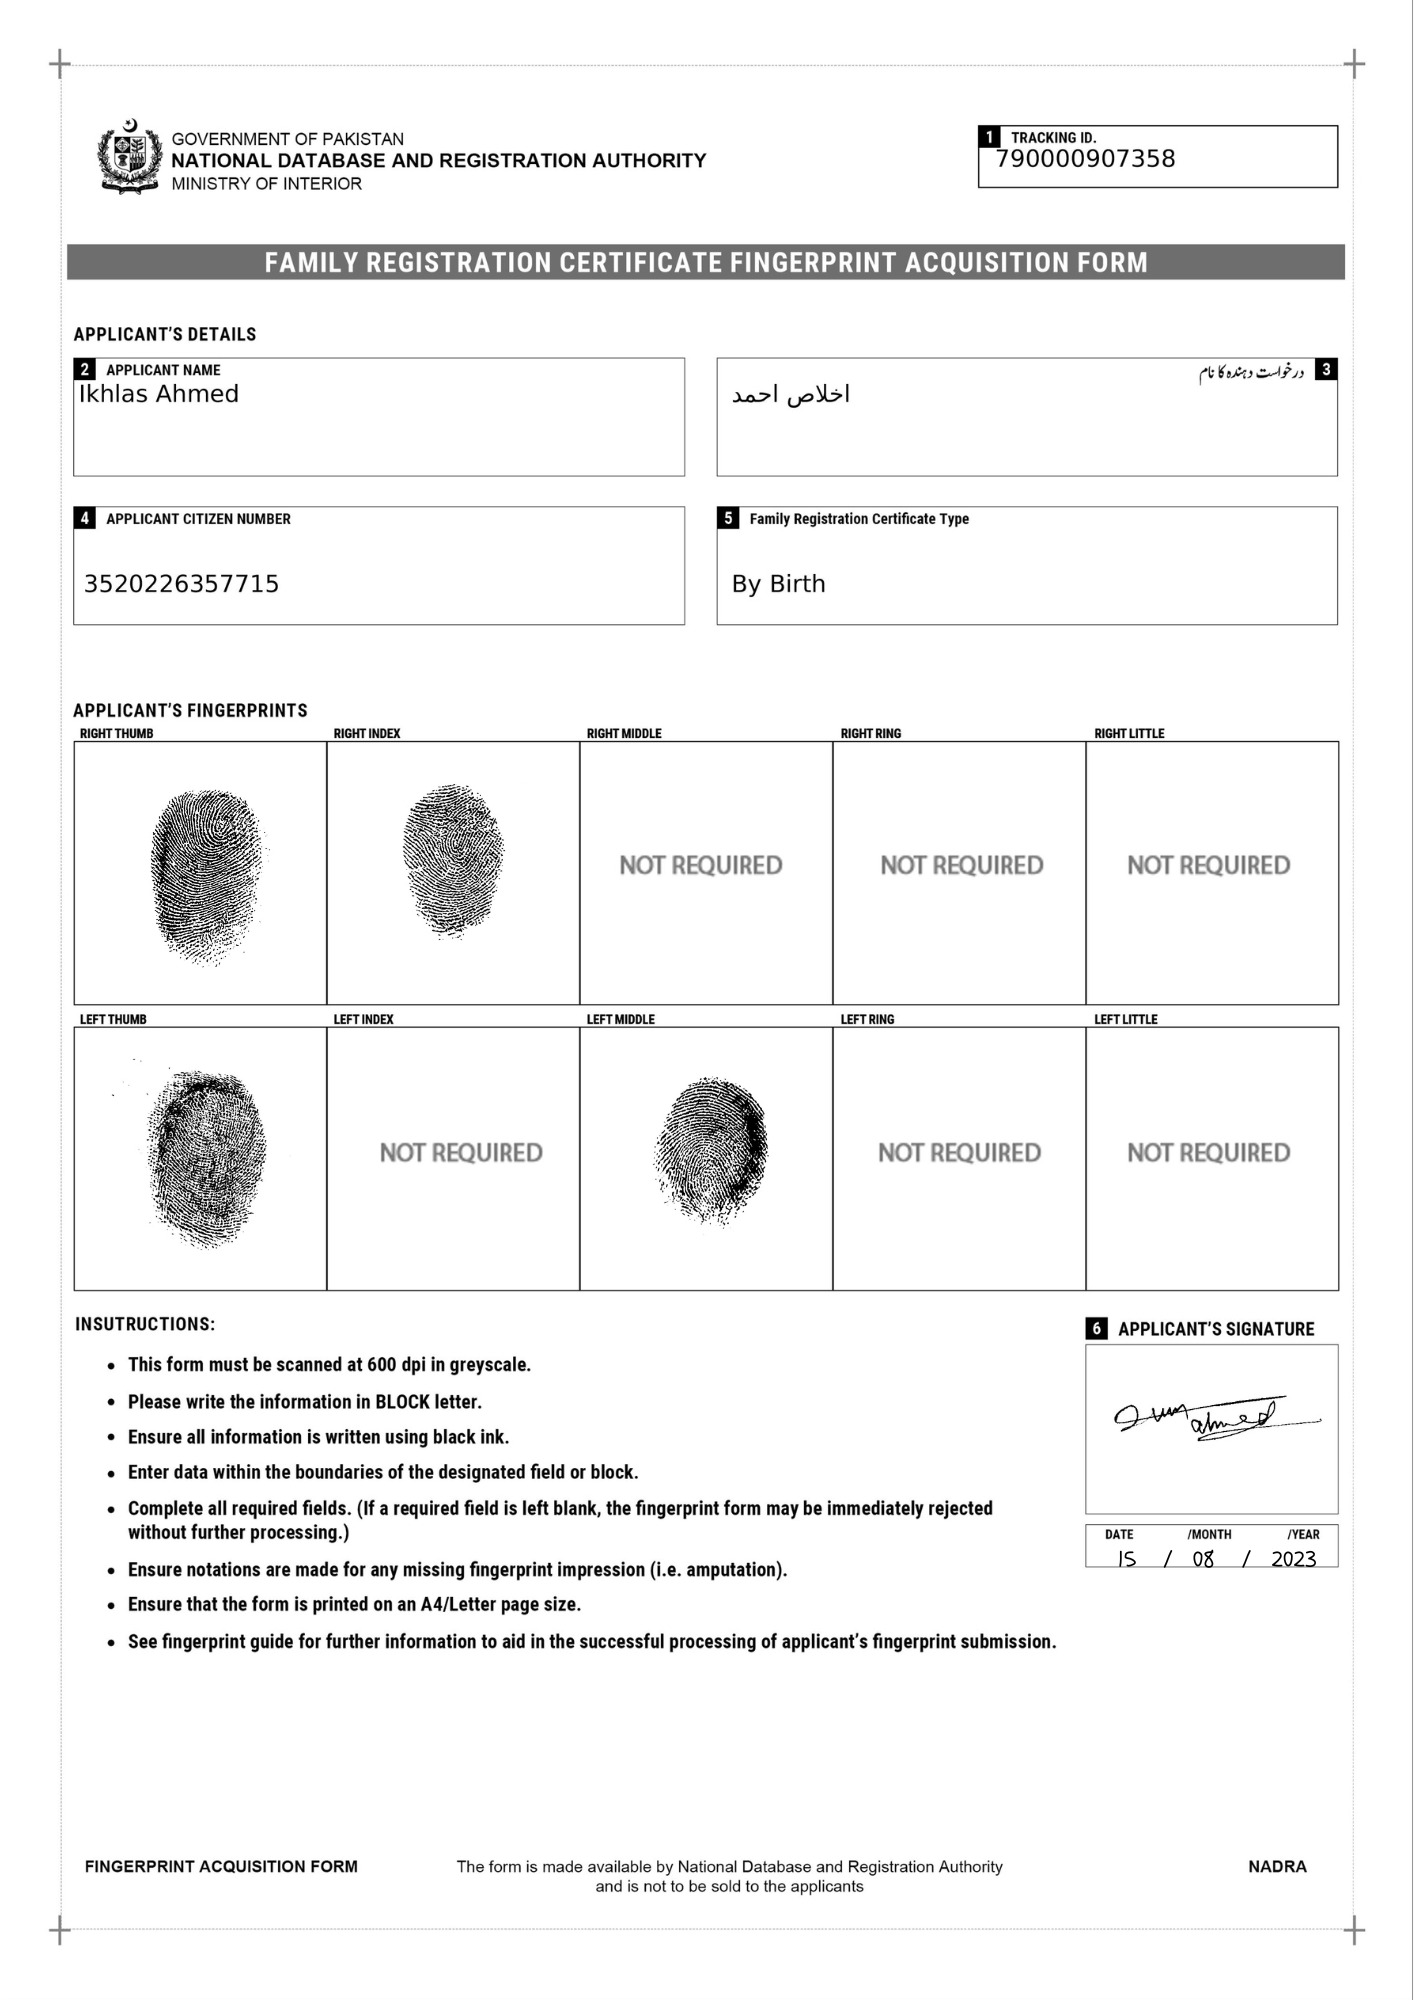 GOVERNMENT OF PAKISTAN
NATIONAL DATABASE AND REGISTRATION AUTHORITY
MINISTRY OF INTERIOR
1 TRACKING ID.
790000907358
FAMILY REGISTRATION CERTIFICATE FINGERPRINT ACQUISITION FORM
APPLICANT’S DETAILS
2 APPLICANT NAME
Ikhlas Ahmed
3 درخواست دہندہ کا نام
اخلاص احمد
4 APPLICANT CITIZEN NUMBER
3520226357715
5 Family Registration Certificate Type
By Birth
APPLICANT’S FINGERPRINTS
RIGHT THUMB RIGHT INDEX RIGHT MIDDLE RIGHT RING RIGHT LITTLE
NOT REQUIRED NOT REQUIRED NOT REQUIRED
LEFT THUMB LEFT INDEX LEFT MIDDLE LEFT RING LEFT LITTLE
NOT REQUIRED NOT REQUIRED NOT REQUIRED
INSUTRUCTIONS:
• This form must be scanned at 600 dpi in greyscale.
• Please write the information in BLOCK letter.
• Ensure all information is written using black ink.
• Enter data within the boundaries of the designated field or block.
• Complete all required fields. (If a required field is left blank, the fingerprint form may be immediately rejected
without further processing.)
• Ensure notations are made for any missing fingerprint impression (i.e. amputation).
• Ensure that the form is printed on an A4/Letter page size.
• See fingerprint guide for further information to aid in the successful processing of applicant’s fingerprint submission.
6 APPLICANT’S SIGNATURE
ahmed
DATE /MONTH /YEAR
15 / 08 / 2023
FINGERPRINT ACQUISITION FORM
The form is made available by National Database and Registration Authority
and is not to be sold to the applicants
NADRA